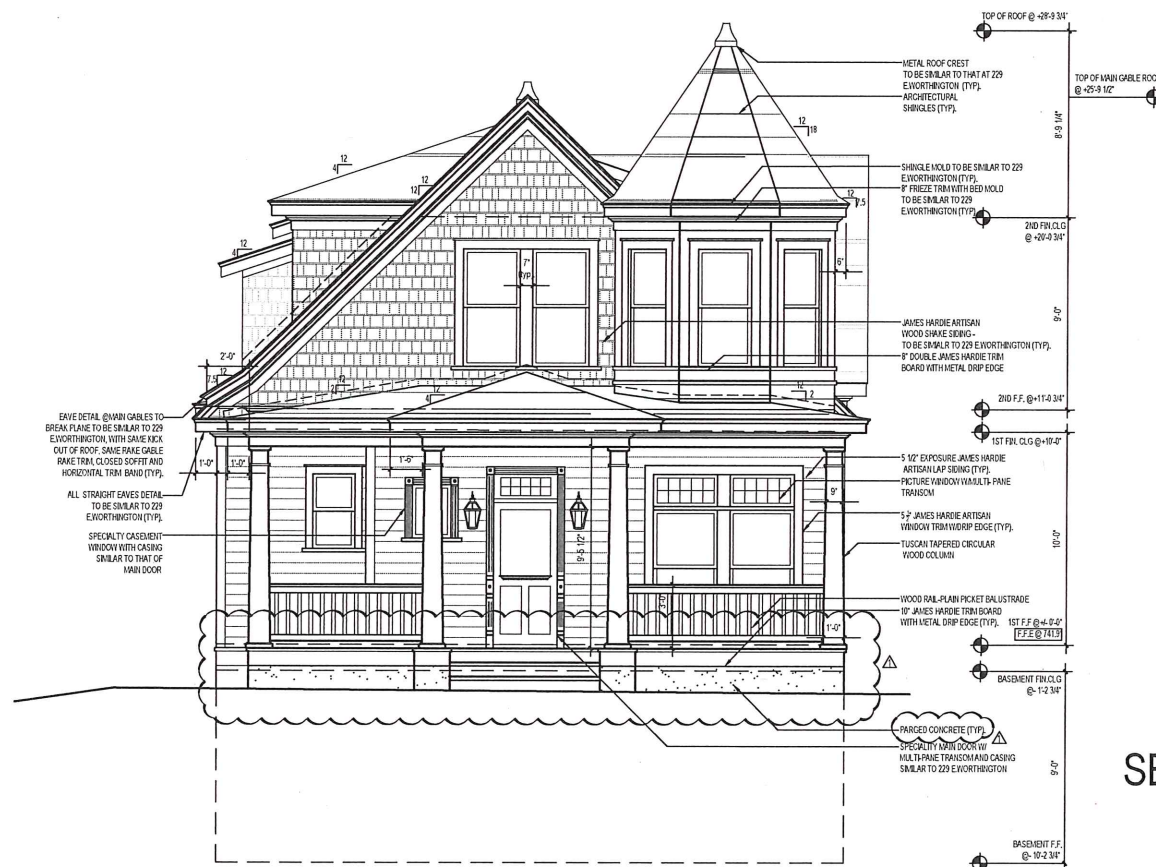 TOP OF ROOF @ +28'-9 3/4"
TOP OF MAIN GABLE ROO
@ +25'-9 1/2"
METAL ROOF CREST
TO BE SIMILAR TO THAT AT 229
E.WORTHINGTON (TYP.)
ARCHITECTURAL
SHINGLES (TYP.)
8'-9 1/4"
12
18
12
4
12
12
SHINGLE MOLD TO BE SIMILAR TO 229
E.WORTHINGTON (TYP.)
8" FRIEZE TRIM WITH BED MOLD
TO BE SIMILAR TO 229
E.WORTHINGTON (TYP)
12
7.5
2ND FIN.CLG
@ +20'-0 3/4"
12
4
7"
(typ.
6"
9'-0"
JAMES HARDIE ARTISAN
WOOD SHAKE SIDING -
TO BE SIMIALR TO 229 E.WORTHINGTON (TYP.)
8" DOUBLE JAMES HARDIE TRIM
BOARD WITH METAL DRIP EDGE
2'-0"
12
7.5
12
2
12
4
12
2
2ND F.F. @+11'-0 3/4"
EAVE DETAIL @MAIN GABLES TO
BREAK PLANE TO BE SIMILAR TO 229
E.WORTHINGTON, WITH SAME KICK
OUT OF ROOF. SAME RAKE GABLE
RAKE TRIM, CLOSED SOFFIT AND
HORIZONTAL TRIM BAND (TYP.)
1ST FIN. CLG @+10'-0"
1'-0"
1'-0"
1'-6"
5 1/2" EXPOSURE JAMES HARDIE
ARTISAN LAP SIDING (TYP.)
PICTURE WINDOW W/MULTI- PANE
TRANSOM
9"
ALL STRAIGHT EAVES DETAIL
TO BE SIMILAR TO 229
E.WORTHINGTON (TYP.)
JAMES HARDIE ARTISAN
WINDOW TRIM W/DRIP EDGE (TYP.)
SPECIALTY CASEMENT
WINDOW WITH CASING
SIMILAR TO THAT OF
MAIN DOOR
9'-5 1/2"
10'-0"
TUSCAN TAPERED CIRCULAR
WOOD COLUMN
3'-0"
WOOD RAIL-PLAIN PICKET BALUSTRADE
10" JAMES HARDIE TRIM BOARD
WITH METAL DRIP EDGE (TYP.)
1ST F.F @+/- 0'-0"
F.F.E @ 741.9'
1'-0"
1
BASEMENT FIN.CLG
@- 1'-2 3/4"
PARGED CONCRETE (TYP.)
1
SPECIALITY MAIN DOOR W/
MULTI-PANE TRANSOM AND CASING
SIMILAR TO 229 E.WORTHINGTON
9'-0"
SE
BASEMENT F.F.
@- 10'-2 3/4"